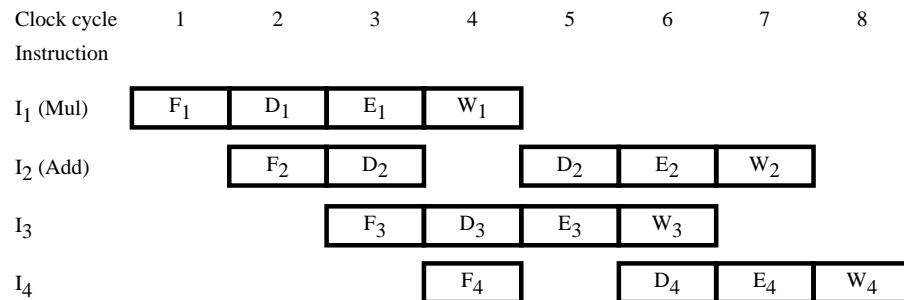 Clock cycle 1 2 3 4 5 6 7 8
Instruction
I1 (Mul) F1 D1 E1 W1
I2 (Add) F2 D2 D2 E2 W2
I3 F3 D3 E3 W3
I4 F4 D4 E4 W4